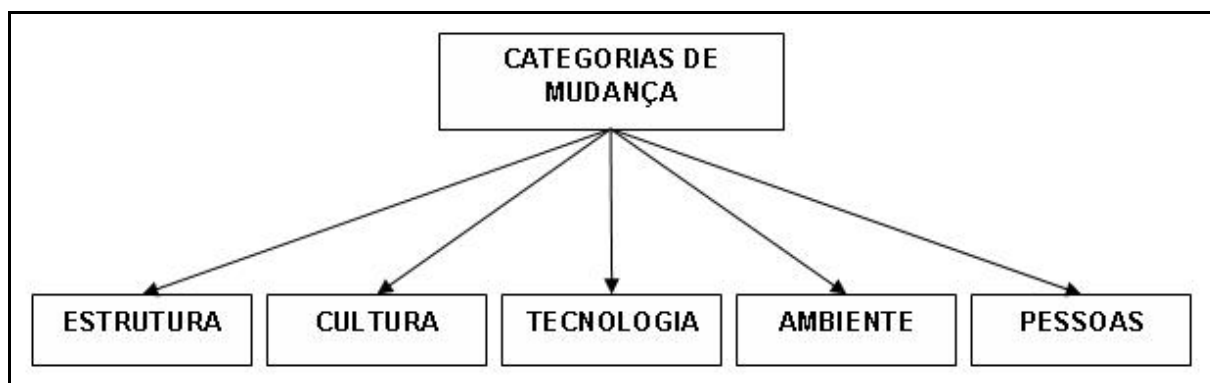 CATEGORIAS DE
MUDANÇA
ESTRUTURA
CULTURA
TECNOLOGIA
AMBIENTE
PESSOAS